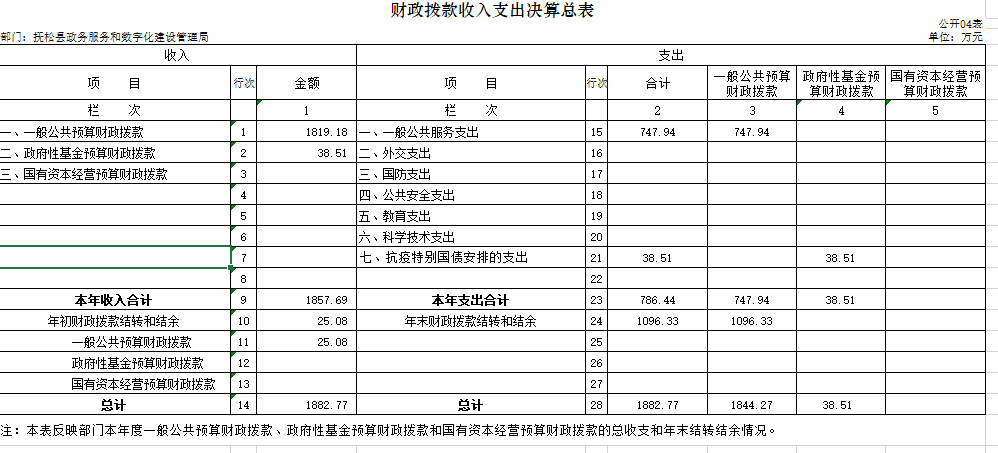 财政拨款收入支出决算总表
公开04表
部门：抚松县政务服务和数字化建设管理局 单位：万元
收入 支出
项 目 行次 金额 项 目 行次 合计 一般公共预算财政拨款 政府性基金预算财政拨款 国有资本经营预算财政拨款
栏 次 1 栏 次 2 3 4 5
一、一般公共预算财政拨款 1 1819.18 一、一般公共服务支出 15 747.94 747.94
二、政府性基金预算财政拨款 2 38.51 二、外交支出 16
三、国有资本经营预算财政拨款 3 三、国防支出 17
4 四、公共安全支出 18
5 五、教育支出 19
6 六、科学技术支出 20
7 七、抗疫特别国债安排的支出 21 38.51 38.51
8 22
本年收入合计 9 1857.69 本年支出合计 23 786.44 747.94 38.51
年初财政拨款结转和结余 10 25.08 年末财政拨款结转和结余 24 1096.33 1096.33
一般公共预算财政拨款 11 25.08 25
政府性基金预算财政拨款 12 26
国有资本经营预算财政拨款 13 27
总计 14 1882.77 总计 28 1882.77 1844.27 38.51
注：本表反映部门本年度一般公共预算财政拨款、政府性基金预算财政拨款和国有资本经营预算财政拨款的总收支和年末结转结余情况。